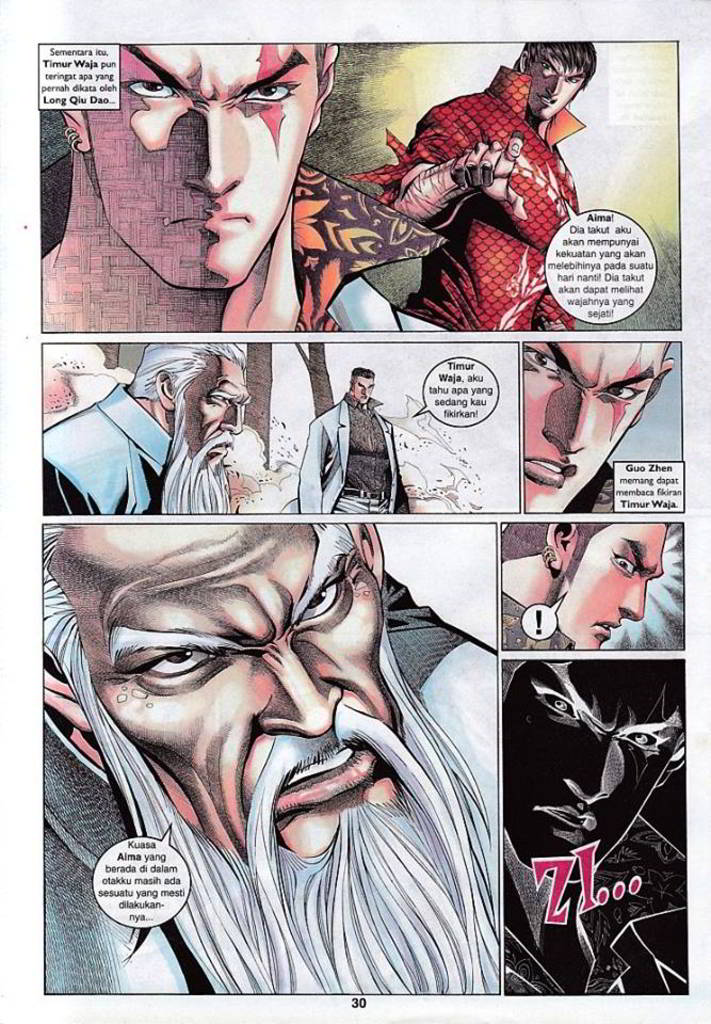 Sementara itu,
Timur Waja pun
teringat apa yang
pernah dikata oleh
Long Qiu Dao...
Aima!
Dia takut aku
akan mempunyai
kekuatan yang akan
melebihinya pada suatu
hari nanti! Dia takut
akan dapat melihat
wajahnya yang
sejati!
Timur
Waja, aku
tahu apa yang
sedang kau
fikirkan!
Guo Zhen
memang dapat
membaca fikiran
Timur Waja.
!
Kuasa
Aima yang
berada di dalam
otakku masih ada
sesuatu yang mesti
dilakukan-
nya...
ZI...
30